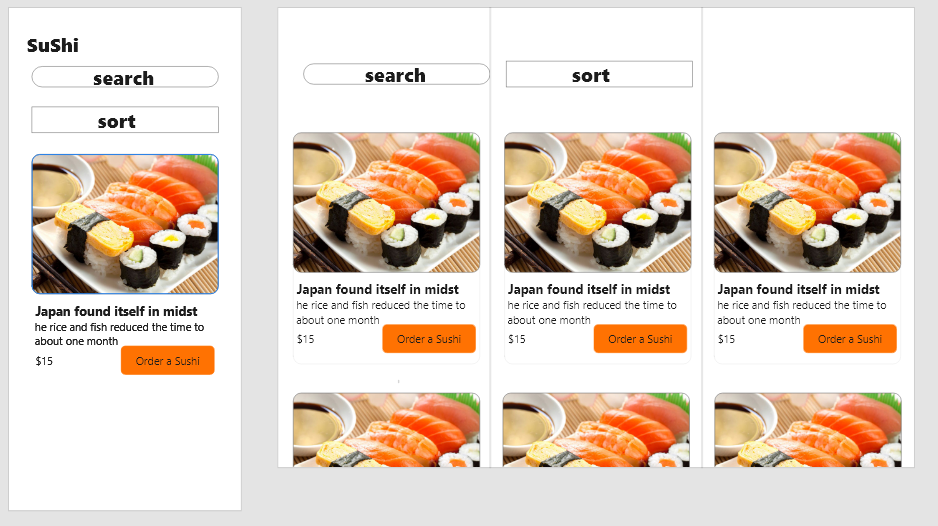 SuShi
search
sort
Japan found itself in midst
he rice and fish reduced the time to
about one month
$15
Order a Sushi
search
sort
Japan found itself in midst
he rice and fish reduced the time to
about one month
$15
Order a Sushi
Japan found itself in midst
he rice and fish reduced the time to
about one month
$15
Order a Sushi
Japan found itself in midst
he rice and fish reduced the time to
about one month
$15
Order a Sushi